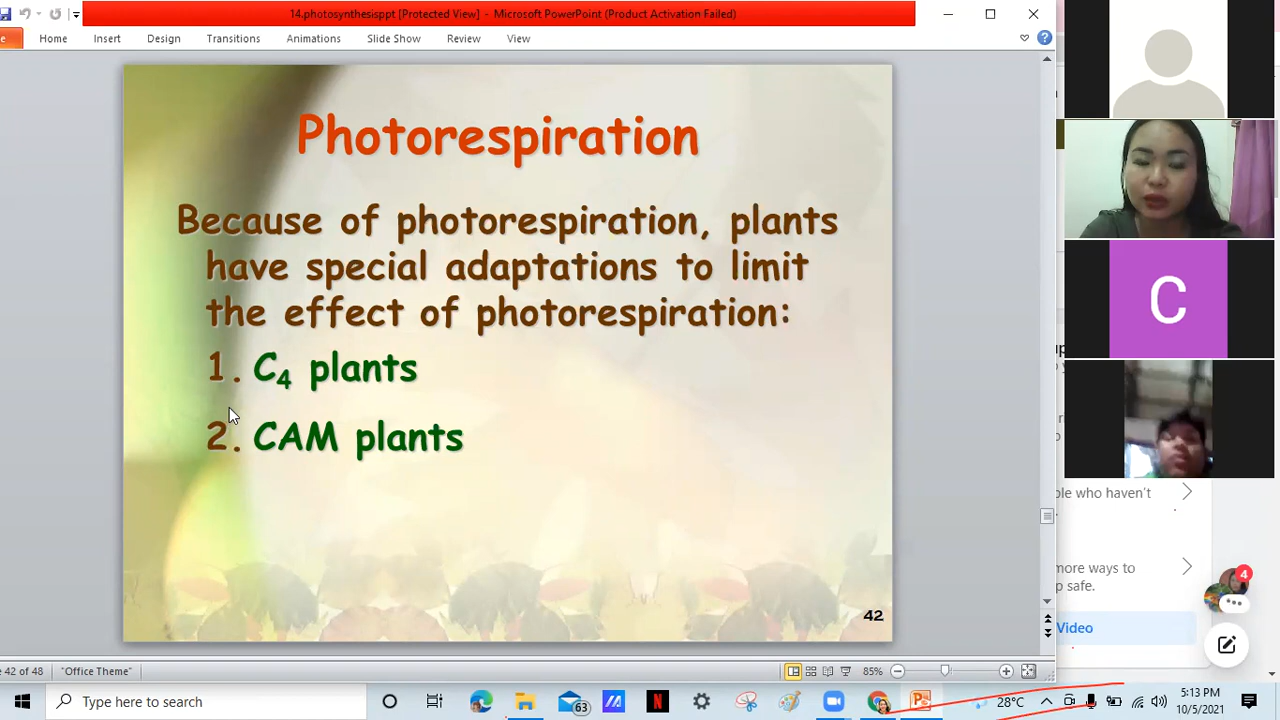 14.photosynthesisppt [Protected View] - Microsoft PowerPoint (Product Activation Failed)
Home Insert Design Transitions Animations Slide Show Review View
Photorespiration
Because of photorespiration, plants
have special adaptations to limit
the effect of photorespiration:
1. C4 plants
2. CAM plants
42
C
ple who haven't
more ways to
p safe.
4
Video
42 of 48 "Office Theme" 85%
Type here to search
63
N
28°C
5:13 PM
10/5/2021